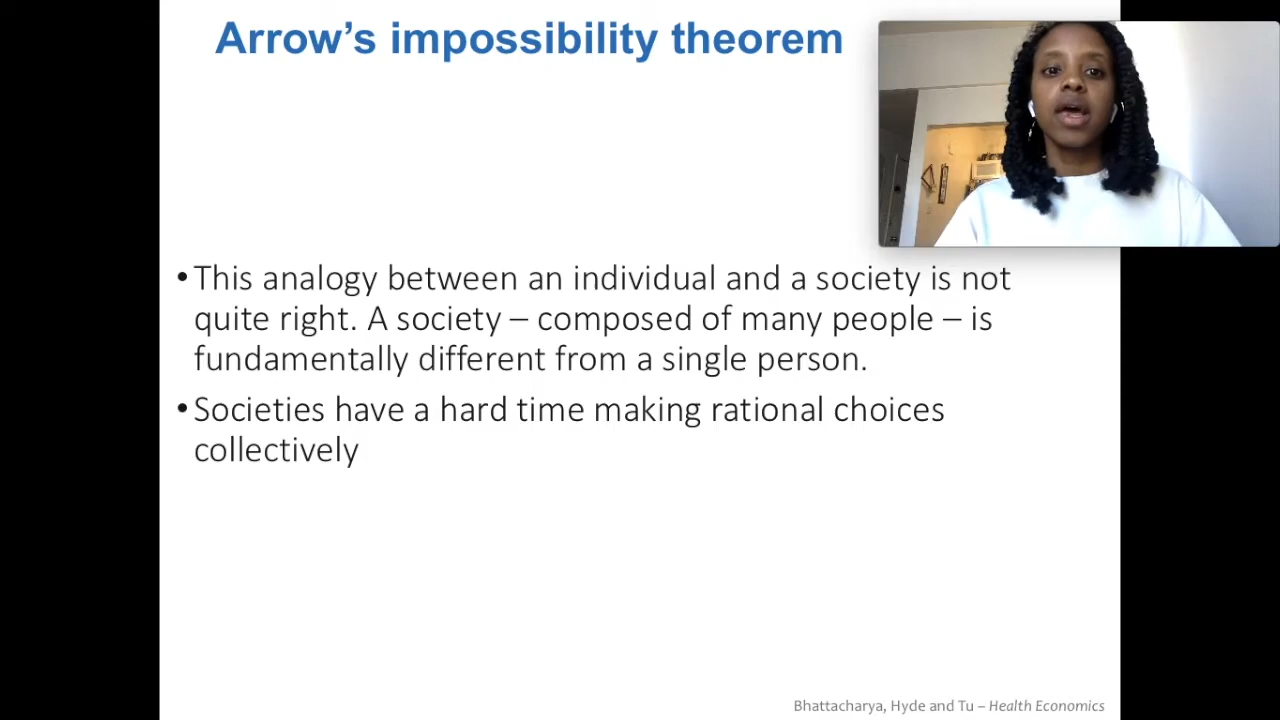 Arrow’s impossibility theorem
•This analogy between an individual and a society is not
quite right. A society – composed of many people – is
fundamentally different from a single person.
•Societies have a hard time making rational choices
collectively
Bhattacharya, Hyde and Tu – Health Economics